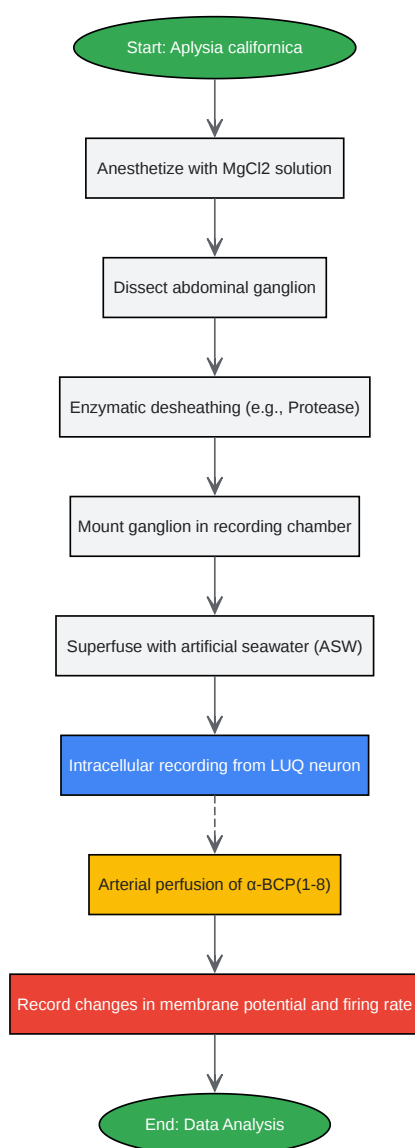 Start: Aplysia californica
Anesthetize with MgCl2 solution
Dissect abdominal ganglion
Enzymatic desheathing (e.g., Protease)
Mount ganglion in recording chamber
Superfuse with artificial seawater (ASW)
Intracellular recording from LUQ neuron
Arterial perfusion of α-BCP(1-8)
Record changes in membrane potential and firing rate
End: Data Analysis